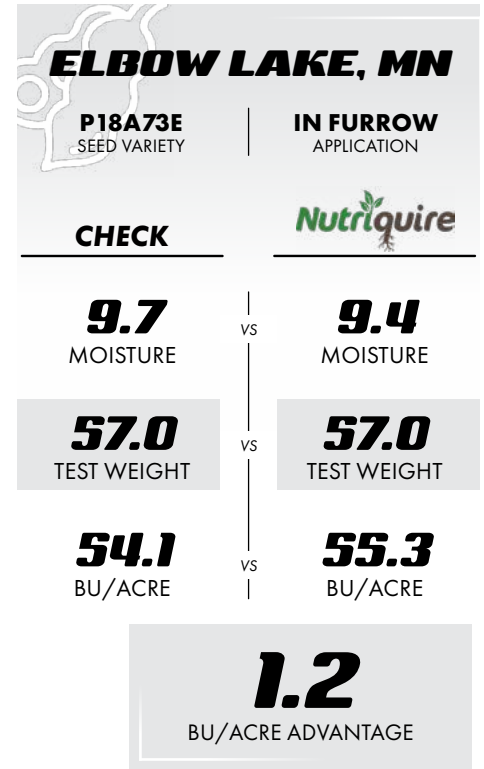 ELBOW LAKE, MN
P18A73E
SEED VARIETY
IN FURROW
APPLICATION
CHECK
Nutriquire
9.7
MOISTURE
VS
9.4
MOISTURE
57.0
TEST WEIGHT
VS
57.0
TEST WEIGHT
54.1
BU/ACRE
VS
55.3
BU/ACRE
1.2
BU/ACRE ADVANTAGE